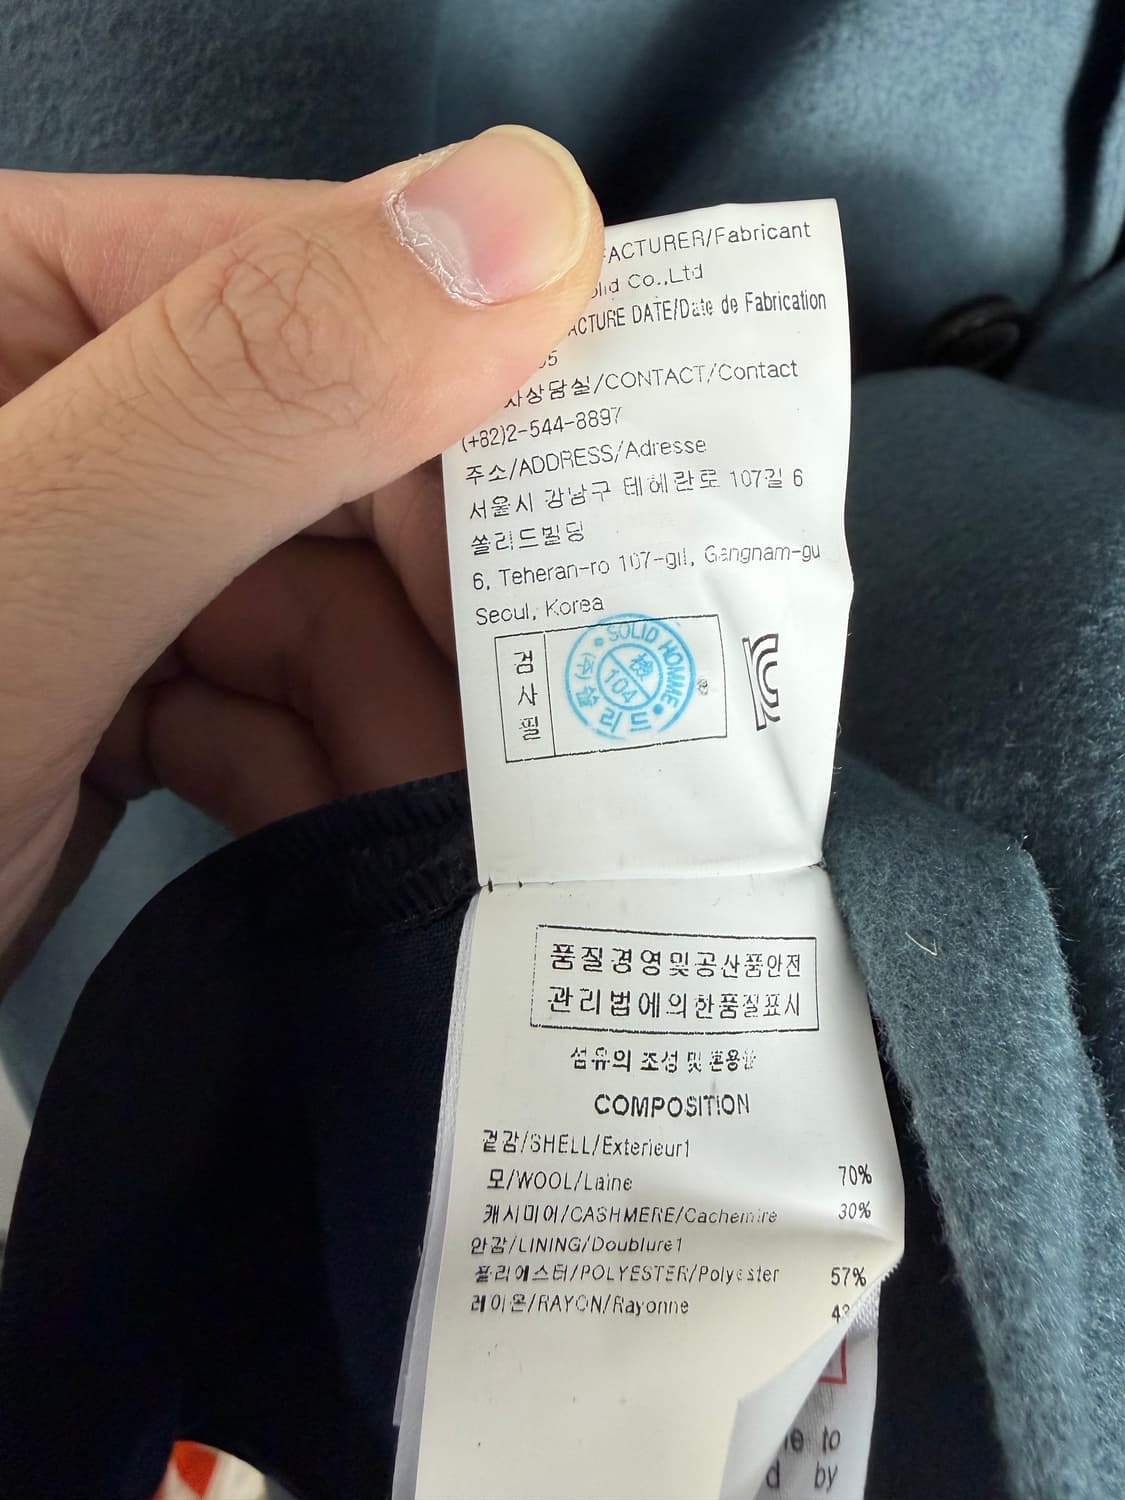 FACTURER/Fabricant
Co.,Ltd
ACTURE DATE/Date de Fabrication
05
상담실/CONTACT/Contact
(+82)2-544-8897
주소/ADDRESS/Adresse
서울시 강남구 테헤란로 107길 6
쏠리드빌딩
6, Teheran-ro 107-gil, Gangnam-gu
Seoul, Korea
검사필
SOLID HOMME
檢
104
(주)쏠리드
품질경영및공산품안전
관리법에의한품질표시
섬유의 조성 및 혼용율
COMPOSITION
겉감/SHELL/Exterieur1
모/WOOL/Laine 70%
캐시미어/CASHMERE/Cachemire 30%
안감/LINING/Doublure1
폴리에스터/POLYESTER/Polyester 57%
레이온/RAYON/Rayonne
to
by